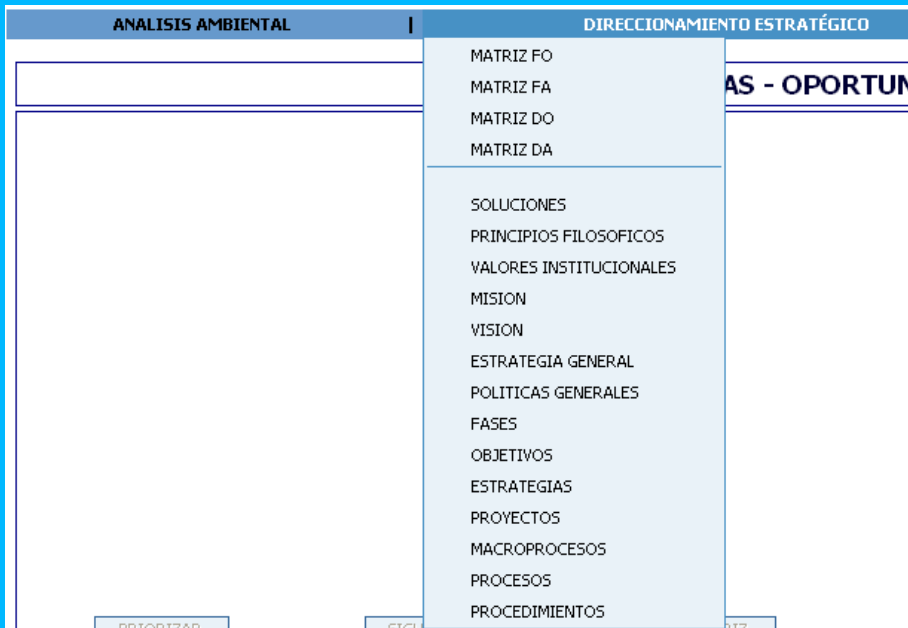 ANALISIS AMBIENTAL | DIRECCIONAMIENTO ESTRATÉGICO
MATRIZ FO
AS - OPORTUN
MATRIZ FA
MATRIZ DO
MATRIZ DA
SOLUCIONES
PRINCIPIOS FILOSOFICOS
VALORES INSTITUCIONALES
MISION
VISION
ESTRATEGIA GENERAL
POLITICAS GENERALES
FASES
OBJETIVOS
ESTRATEGIAS
PROYECTOS
MACROPROCESOS
PROCESOS
PROCEDIMIENTOS
PRIORIZAR